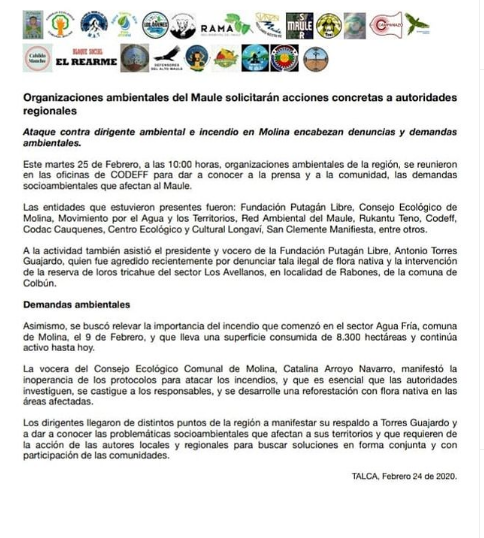 RAMA
MAULE
SUR
Cabildo
Mancha
BLOQUE SOCIAL
EL REARME
DEFENSORES
DEL ALTO MAULE
Organizaciones ambientales del Maule solicitarán acciones concretas a autoridades
regionales
Ataque contra dirigente ambiental e incendio en Molina encabezan denuncias y demandas
ambientales.
Este martes 25 de Febrero, a las 10:00 horas, organizaciones ambientales de la región, se reunieron
en las oficinas de CODEFF para dar a conocer a la prensa y a la comunidad, las demandas
socioambientales que afectan al Maule.
Las entidades que estuvieron presentes fueron: Fundación Putagán Libre, Consejo Ecológico de
Molina, Movimiento por el Agua y los Territorios, Red Ambiental del Maule, Rukantu Teno, Codeff,
Codac Cauquenes, Centro Ecológico y Cultural Longaví, San Clemente Manifiesta, entre otros.
A la actividad también asistió el presidente y vocero de la Fundación Putagán Libre, Antonio Torres
Guajardo, quien fue agredido recientemente por denunciar tala ilegal de flora nativa y la intervención
de la reserva de loros tricahue del sector Los Avellanos, en localidad de Rabones, de la comuna de
Colbún.
Demandas ambientales
Asimismo, se buscó relevar la importancia del incendio que comenzó en el sector Agua Fría, comuna
de Molina, el 9 de Febrero, y que lleva una superficie consumida de 8.300 hectáreas y continúa
activo hasta hoy.
La vocera del Consejo Ecológico Comunal de Molina, Catalina Arroyo Navarro, manifestó la
inoperancia de los protocolos para atacar los incendios, y que es esencial que las autoridades
investiguen, se castigue a los responsables, y se desarrolle una reforestación con flora nativa en las
áreas afectadas.
Los dirigentes llegaron de distintos puntos de la región a manifestar su respaldo a Torres Guajardo y
a dar a conocer las problemáticas socioambientales que afectan a sus territorios y que requieren de
la acción de las autores locales y regionales para buscar soluciones en forma conjunta y con
participación de las comunidades.
TALCA, Febrero 24 de 2020.